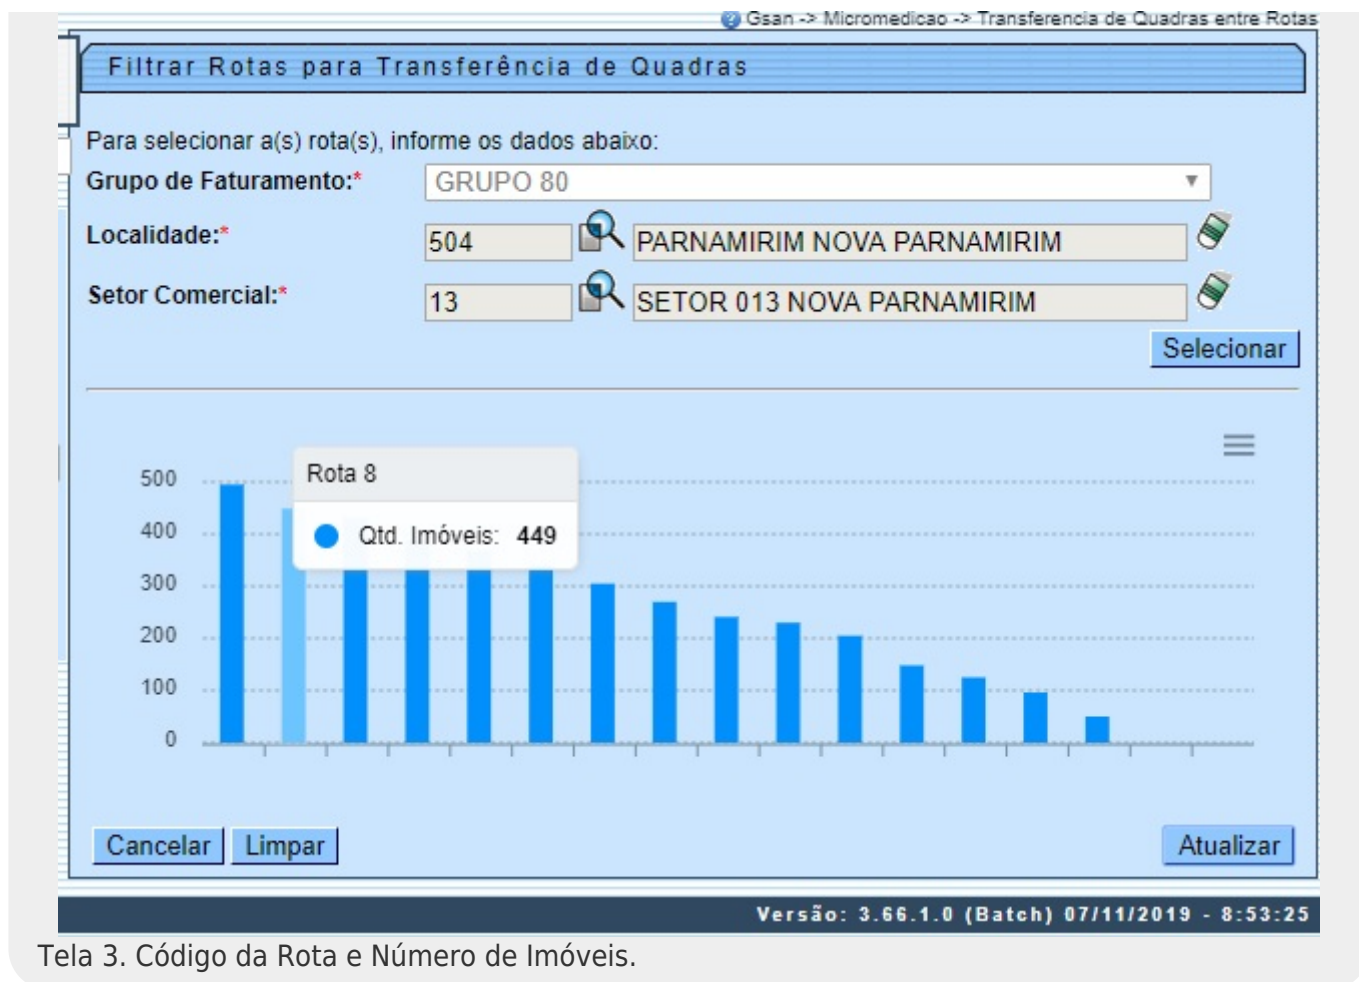 Gsan -> Micromedicao -> Transferencia de Quadras entre Rotas
Filtrar Rotas para Transferência de Quadras
Para selecionar a(s) rota(s), informe os dados abaixo:
Grupo de Faturamento:* GRUPO 80
Localidade:* 504 PARNAMIRIM NOVA PARNAMIRIM
Setor Comercial:* 13 SETOR 013 NOVA PARNAMIRIM
Selecionar
Rota 8
Qtd. Imóveis: 449
500
400
300
200
100
0
Cancelar Limpar Atualizar
Versão: 3.66.1.0 (Batch) 07/11/2019 - 8:53:25
Tela 3. Código da Rota e Número de Imóveis.